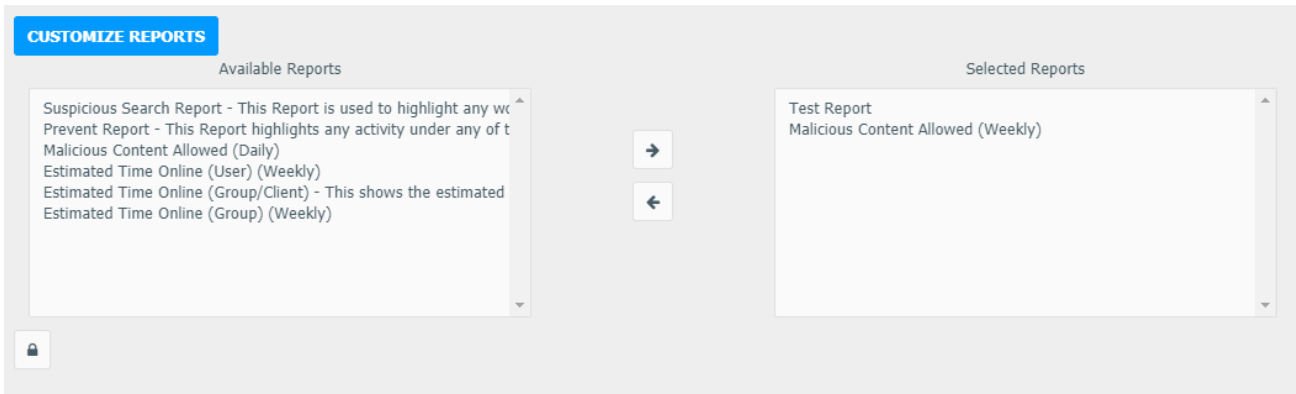 CUSTOMIZE REPORTS
Available Reports
Suspicious Search Report - This Report is used to highlight any
Prevent Report - This Report highlights any activity under any of
Malicious Content Allowed (Daily)
Estimated Time Online (User) (Weekly)
Estimated Time Online (Group/Client) - This shows the estimated
Estimated Time Online (Group) (Weekly)
Selected Reports
Test Report
Malicious Content Allowed (Weekly)